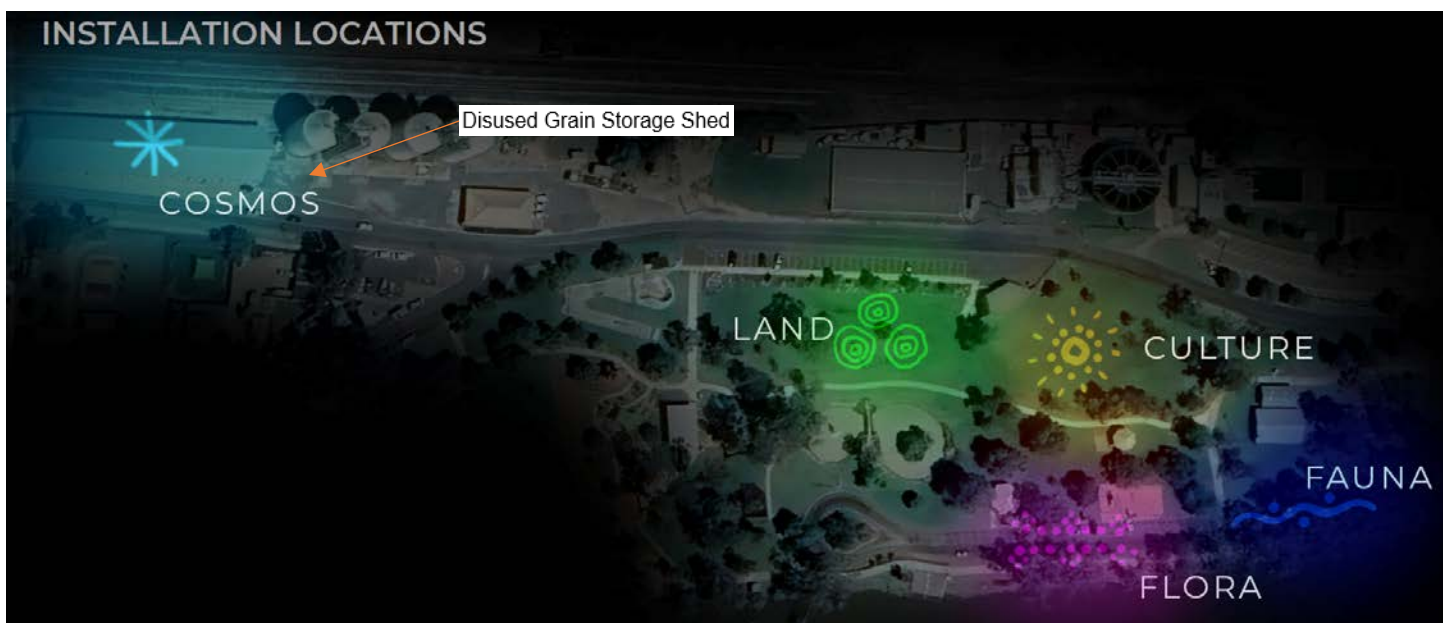 INSTALLATION LOCATIONS
Disused Grain Storage Shed
COSMOS
LAND
CULTURE
FAUNA
FLORA